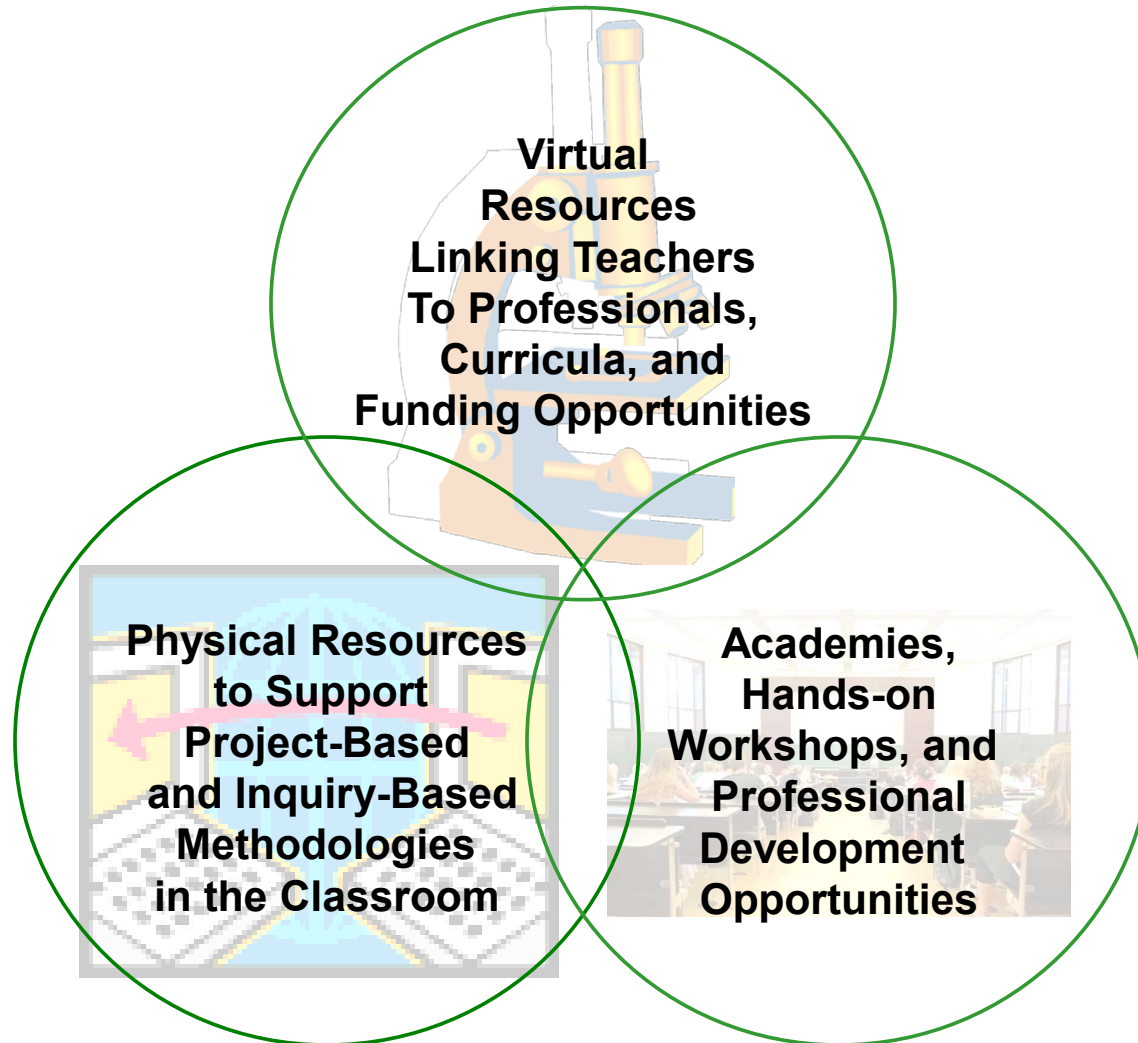 Virtual
Resources
Linking Teachers
To Professionals,
Curricula, and
Funding Opportunities
Physical Resources
to Support
Project-Based
and Inquiry-Based
Methodologies
in the Classroom
Academies,
Hands-on
Workshops, and
Professional
Development
Opportunities